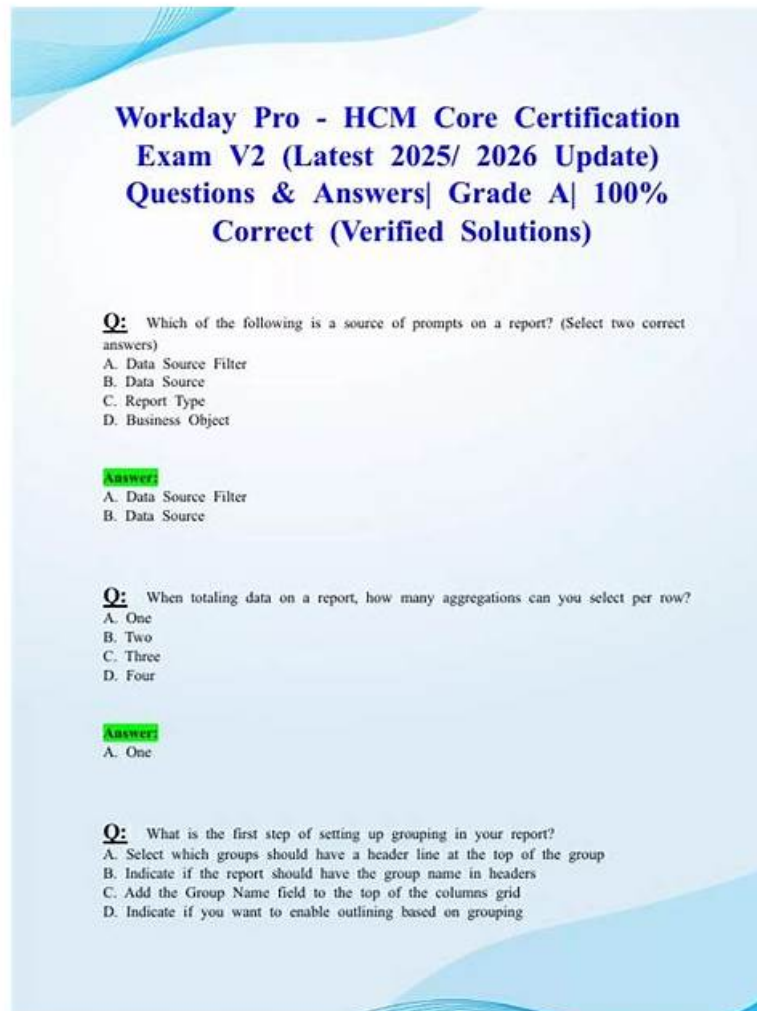 Workday Pro - HCM Core Certification
Exam V2 (Latest 2025/ 2026 Update)
Questions & Answers| Grade A| 100%
Correct (Verified Solutions)
Q: Which of the following is a source of prompts on a report? (Select two correct
answers)
A. Data Source Filter
B. Data Source
C. Report Type
D. Business Object
Answer:
A. Data Source Filter
B. Data Source
Q: When totaling data on a report, how many aggregations can you select per row?
A. One
B. Two
C. Three
D. Four
Answer:
A. One
Q: What is the first step of setting up grouping in your report?
A. Select which groups should have a header line at the top of the group
B. Indicate if the report should have the group name in headers
C. Add the Group Name field to the top of the columns grid
D. Indicate if you want to enable outlining based on grouping